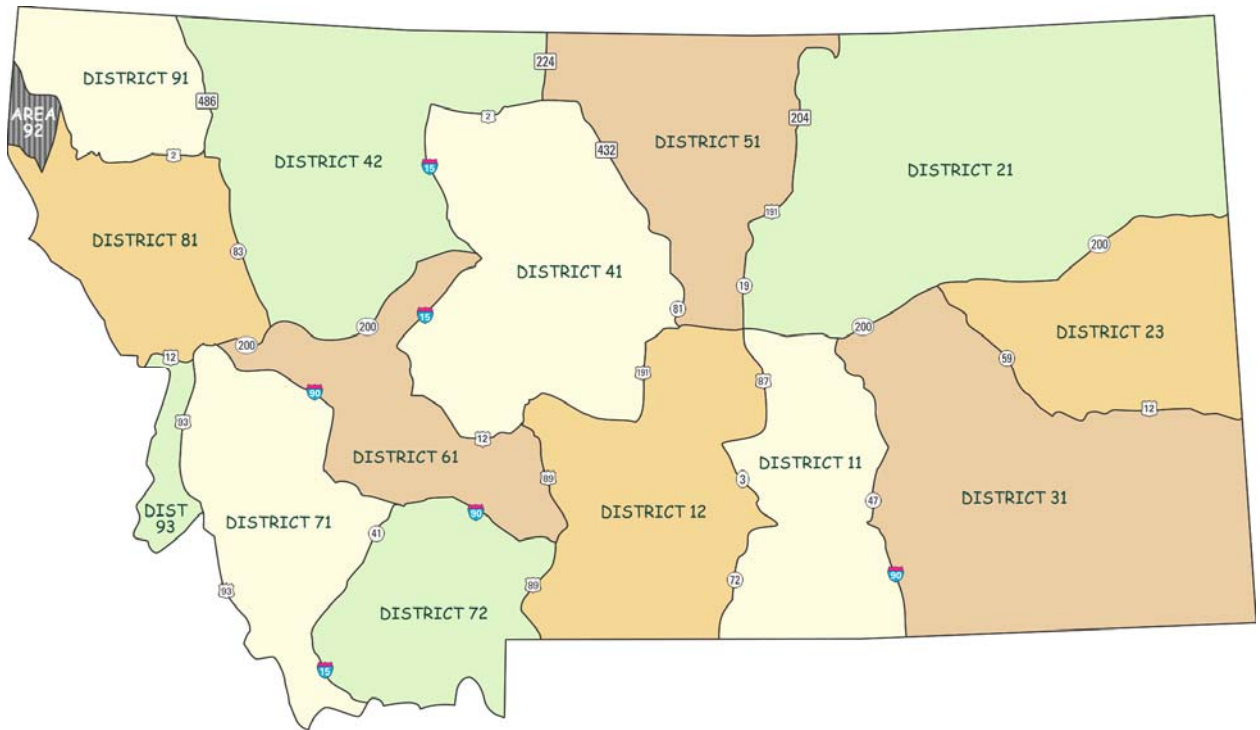 DISTRICT 91
224
DISTRICT 51
486
AREA
92
2
204
432
DISTRICT 42
15
DISTRICT 21
2
191
DISTRICT 81
83
200
DISTRICT 41
19
81
15
200
200
200
DISTRICT 23
12
59
191
87
90
12
93
12
DISTRICT 61
DISTRICT 11
89
3
DISTRICT 31
47
DIST
93
DISTRICT 71
90
DISTRICT 12
41
90
72
89
93
DISTRICT 72
15